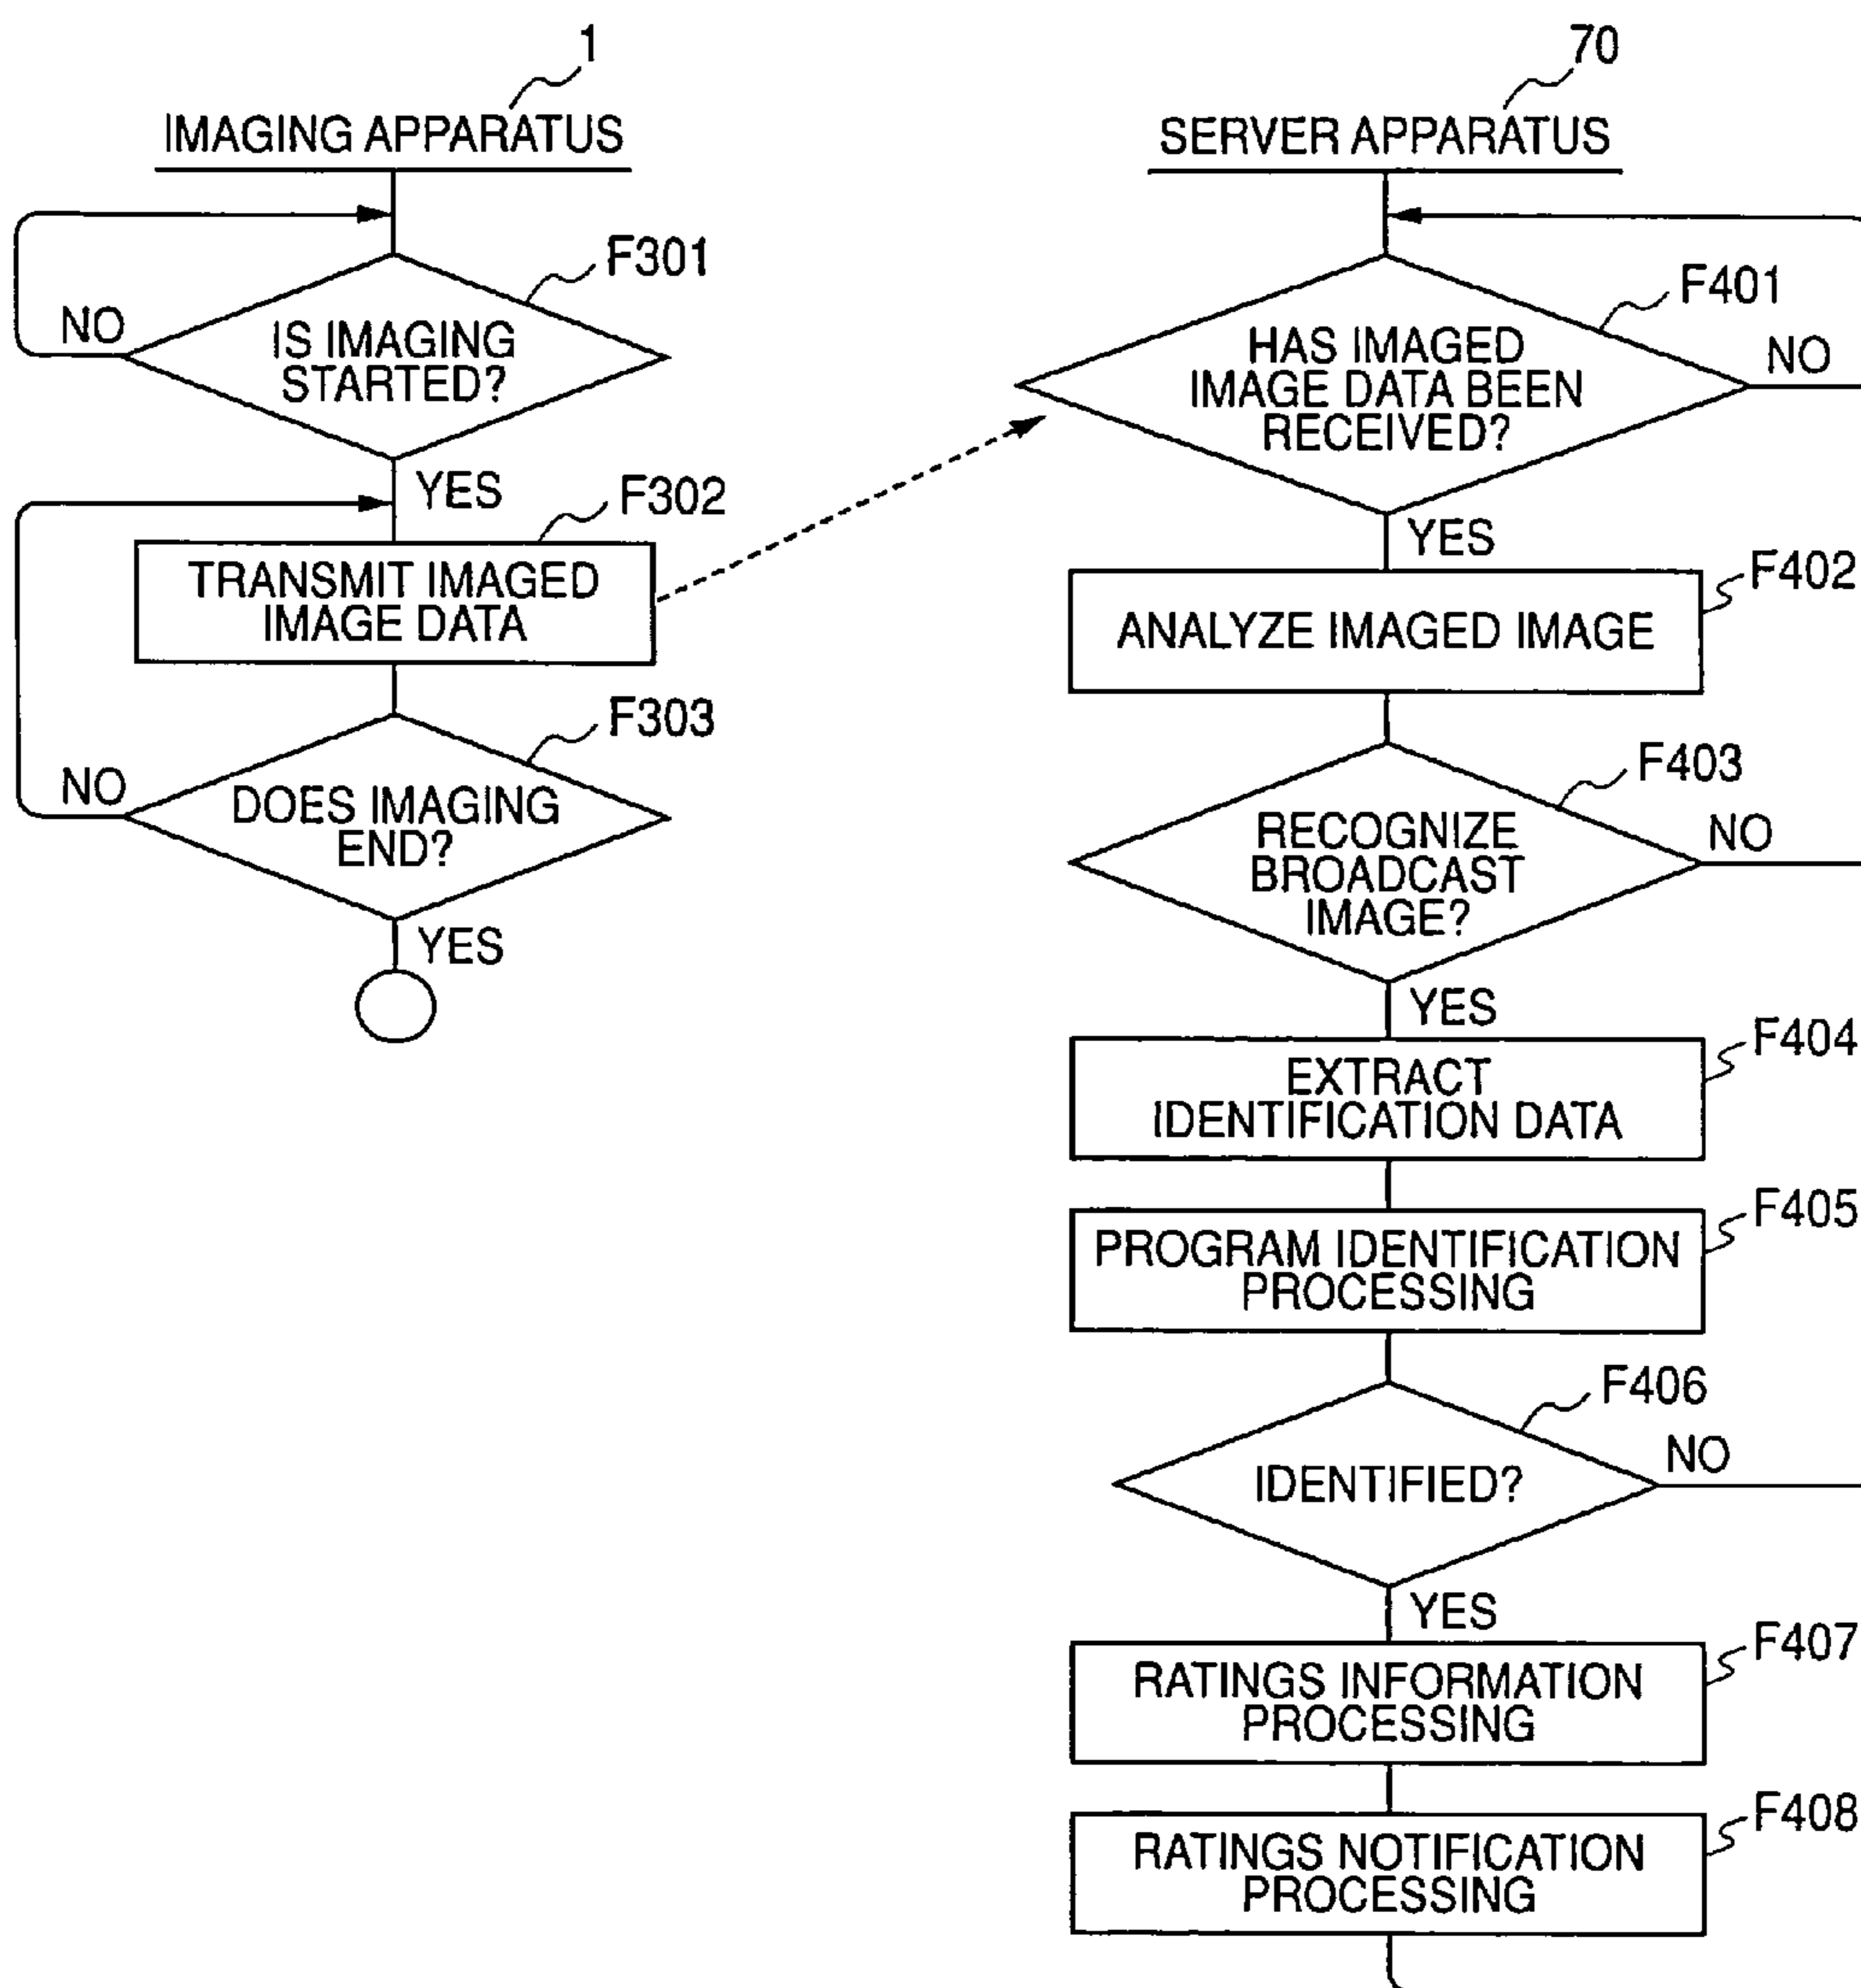 1
IMAGING APPARATUS
F301
NO
IS IMAGING
STARTED?
YES
F302
TRANSMIT IMAGED
IMAGE DATA
F303
NO
DOES IMAGING
END?
YES
70
SERVER APPARATUS
F401
HAS IMAGED
IMAGE DATA BEEN
RECEIVED?
NO
YES
F402
ANALYZE IMAGED IMAGE
F403
RECOGNIZE
BROADCAST
IMAGE?
NO
YES
F404
EXTRACT
IDENTIFICATION DATA
F405
PROGRAM IDENTIFICATION
PROCESSING
F406
IDENTIFIED?
NO
YES
F407
RATINGS INFORMATION
PROCESSING
F408
RATINGS NOTIFICATION
PROCESSING